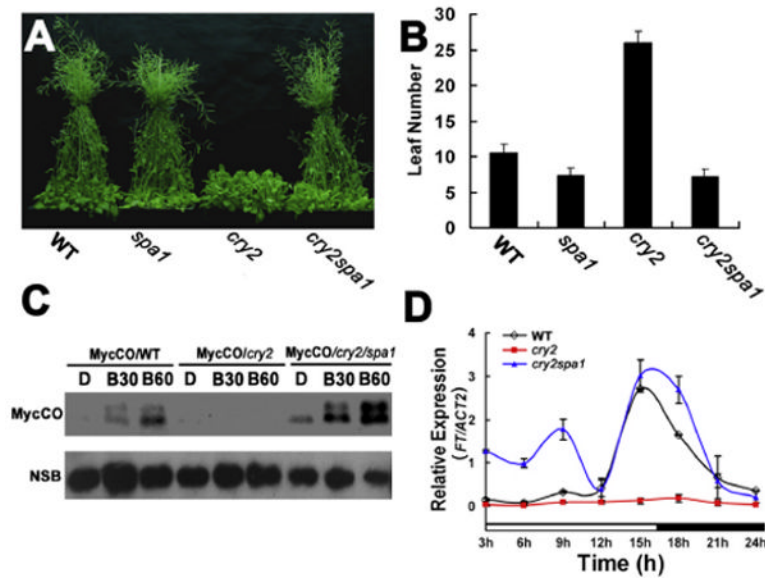 A
WT
spa1
cry2
cry2spa1
B
Leaf Number
30
25
20
15
10
5
0
WT
spa1
cry2
cry2spa1
C
MycCO/WT MycCO/cry2 MycCO/cry2/spa1
D B30 B60 D B30 B60 D B30 B60
MycCO
NSB
D
WT
cry2
cry2spa1
Relative Expression
(FT/ACT2)
4
3
2
1
0
3h 6h 9h 12h 15h 18h 21h 24h
Time (h)